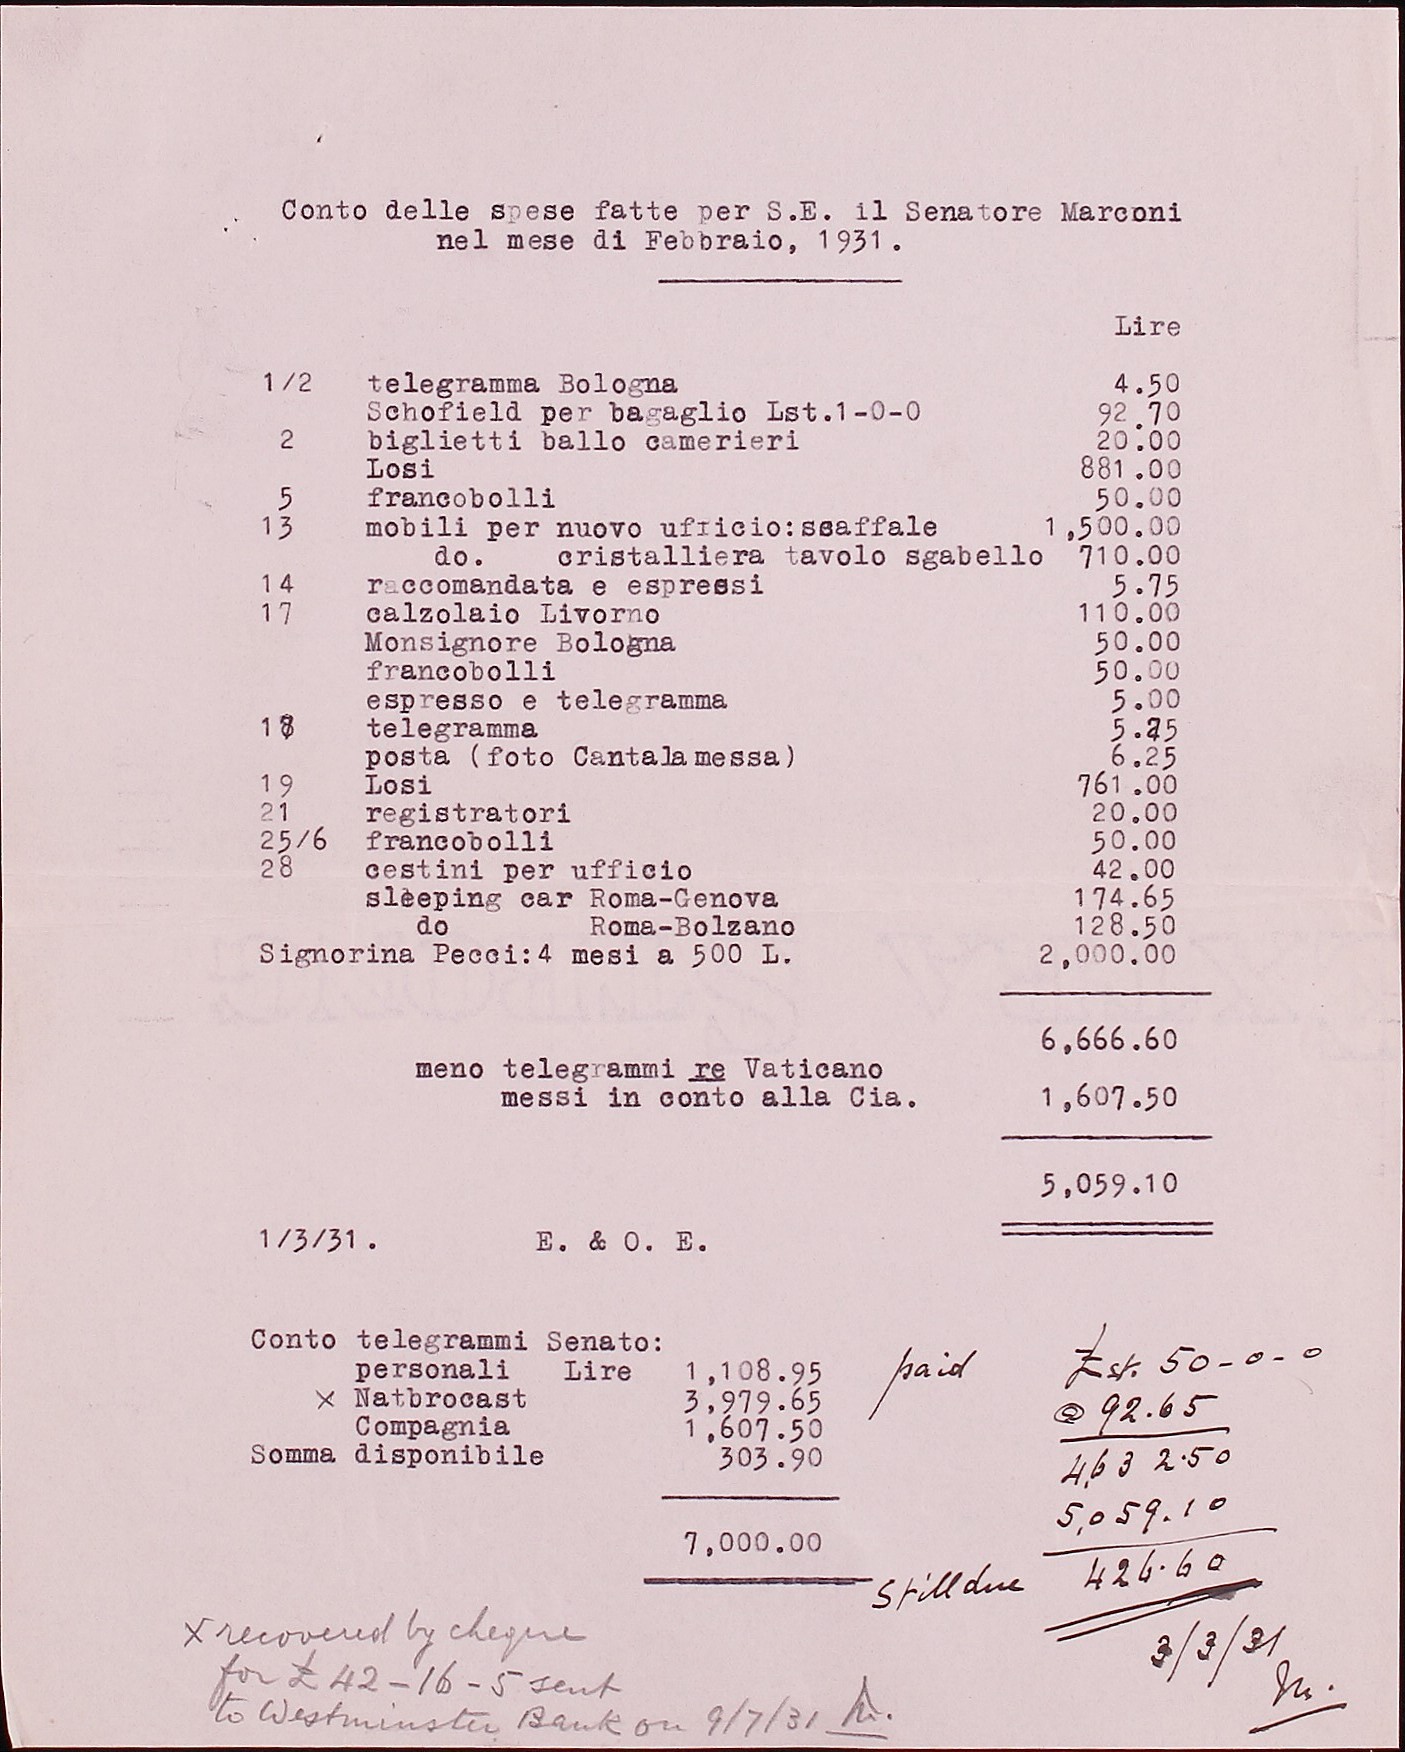 Conto delle spese fatte per S.E. il Senatore Marconi
nel mese di Febbraio, 1931.
Lire
1/2 telegramma Bologna 4.50
Schofield per bagaglio Lst.1-0-0 92.70
2 biglietti ballo camerieri 20.00
Losi 881.00
5 francobolli 50.00
13 mobili per nuovo ufficio:scaffale 1,500.00
do. cristalliera tavolo sgabello 710.00
14 raccomandata e espressi 5.75
17 calzolaio Livorno 110.00
Monsignore Bologna 50.00
francobolli 50.00
espresso e telegramma 5.00
18 telegramma 5.25
posta (foto Cantalamessa) 6.25
19 Losi 761.00
21 registratori 20.00
25/6 francobolli 50.00
28 cestini per ufficio 42.00
sleeping car Roma-Genova 174.65
do Roma-Bolzano 128.50
Signorina Pecci:4 mesi a 500 L. 2,000.00
6,666.60
meno telegrammi re Vaticano
messi in conto alla Cia. 1,607.50
5,059.10
1/3/31. E. & O. E.
Conto telegrammi Senato:
personali Lire 1,108.95
x Natbrocast 3,979.65
Compagnia 1,607.50
Somma disponibile 303.90
7,000.00
paid £st. 50-0-0
@ 92.65
4,632.50
5,059.10
still due 426.60
3/3/31
M.
x recovered by cheque
for £42-16-5 sent
to Westminster Bank on 9/7/31 M.